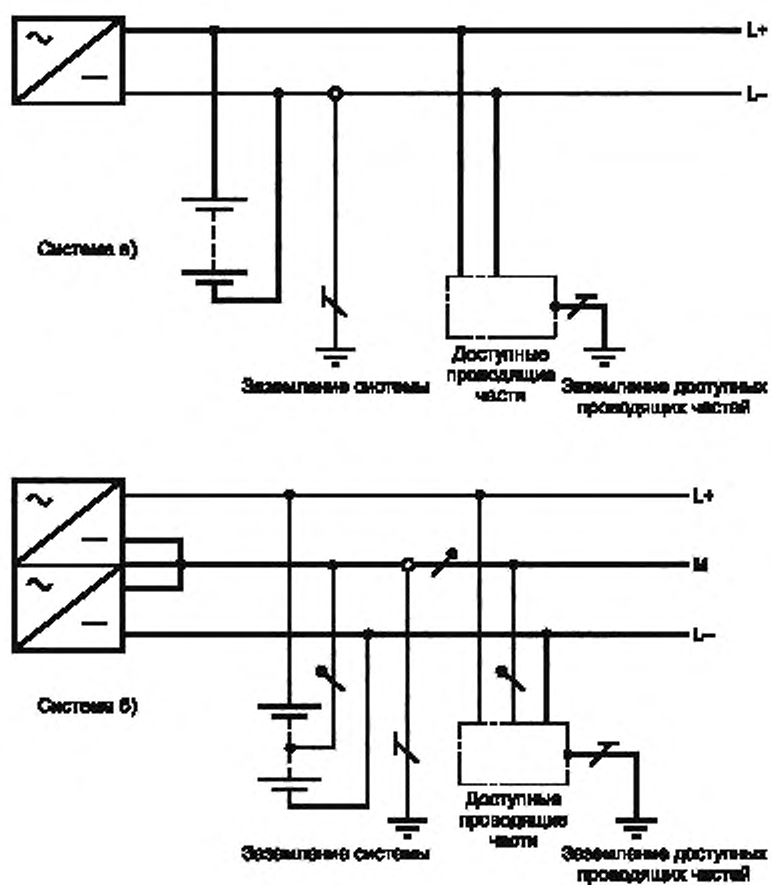 L+
L–
Система а)
Доступные
проводящие
части
Заземление системы
Заземление доступных
проводящих частей
L+
M
L–
Система б)
Доступные
проводящие
части
Заземление системы
Заземление доступных
проводящих частей